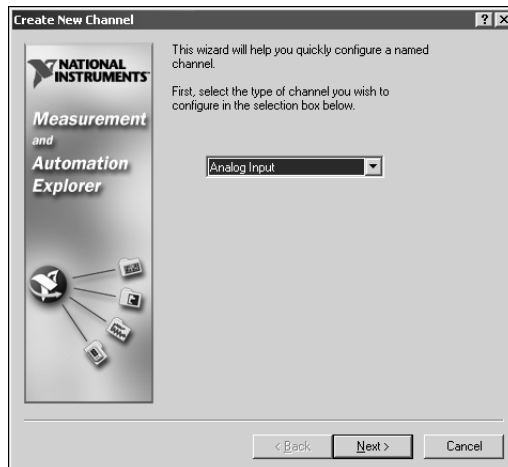 Create New Channel
NATIONAL
INSTRUMENTS
Measurement
and
Automation
Explorer
This wizard will help you quickly configure a named
channel.
First, select the type of channel you wish to
configure in the selection box below.
Analog Input
< Back
Next >
Cancel